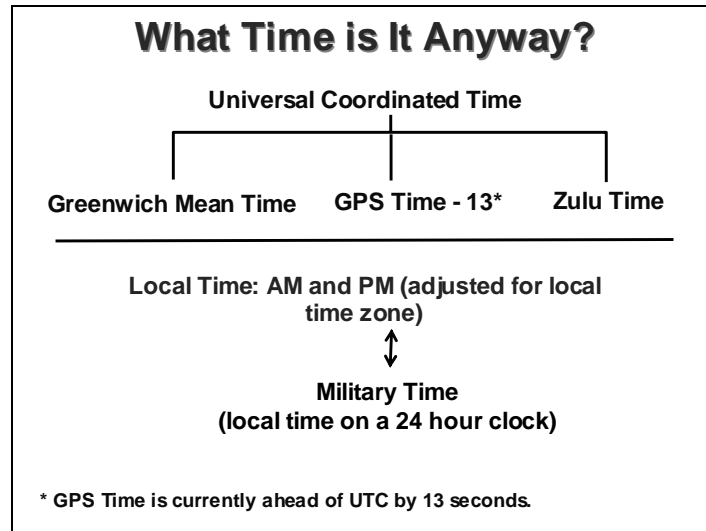 What Time is It Anyway?
Universal Coordinated Time
Greenwich Mean Time
GPS Time - 13*
Zulu Time
Local Time: AM and PM (adjusted for local
time zone)
Military Time
(local time on a 24 hour clock)
* GPS Time is currently ahead of UTC by 13 seconds.